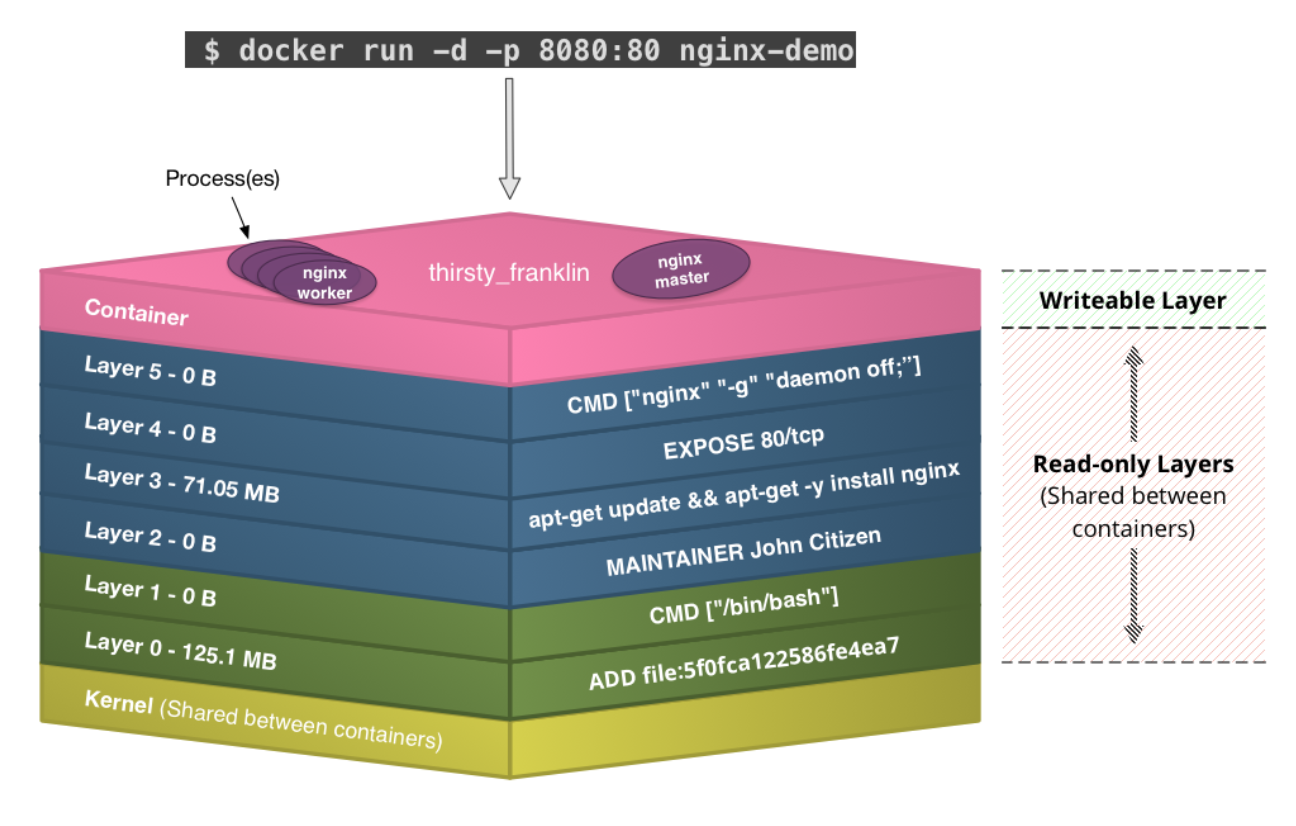 $ docker run -d -p 8080:80 nginx-demo
Process(es)
nginx
worker
thirsty_franklin
nginx
master
Container
Writeable Layer
Layer 5 - 0 B
CMD ["nginx" "-g" "daemon off;”]
Layer 4 - 0 B
EXPOSE 80/tcp
Layer 3 - 71.05 MB
apt-get update && apt-get -y install nginx
Layer 2 - 0 B
MAINTAINER John Citizen
Layer 1 - 0 B
CMD ["/bin/bash"]
Layer 0 - 125.1 MB
ADD file:5f0fca122586fe4ea7
Kernel (Shared between containers)
Read-only Layers
(Shared between
containers)